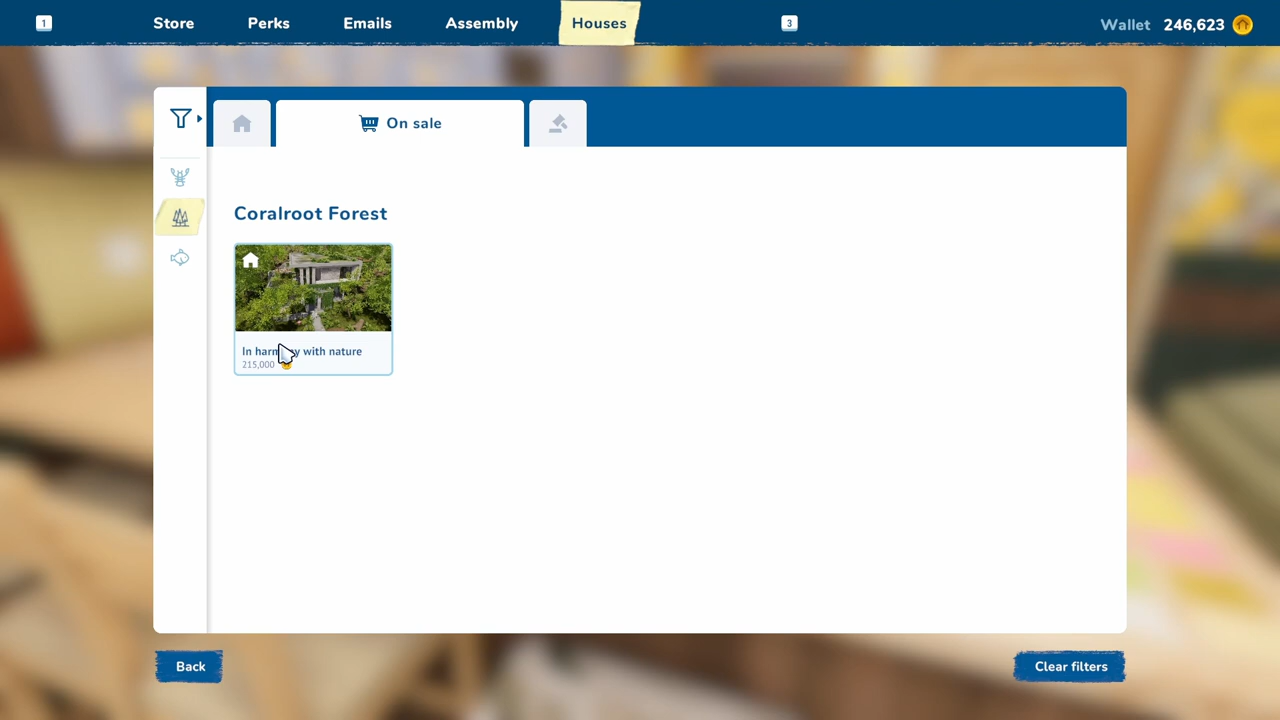 1 Store Perks Emails Assembly Houses 3 Wallet 246,623
On sale
Coralroot Forest
In harm y with nature
215,000
Back Clear filters